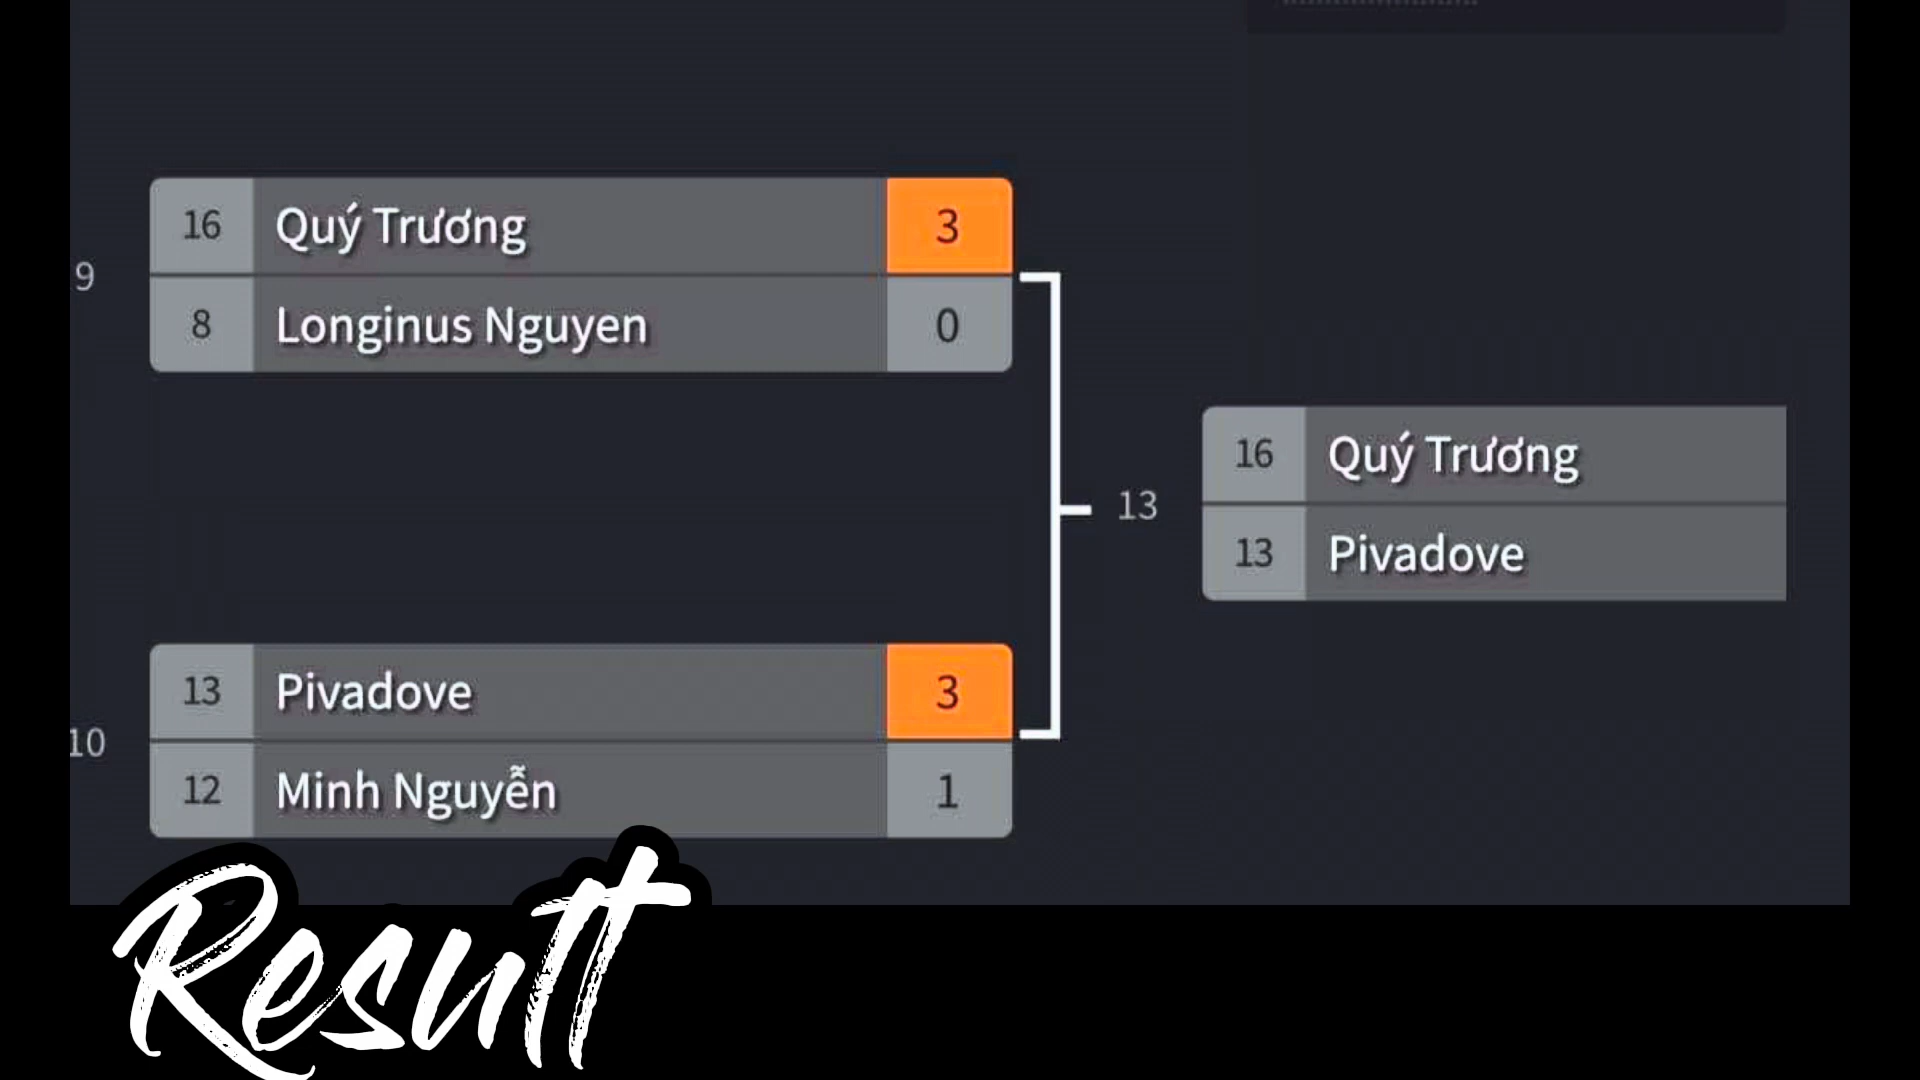 9
16 Quý Trương 3
8 Longinus Nguyen 0
13
16 Quý Trương
13 Pivadove
10
13 Pivadove 3
12 Minh Nguyễn 1
Result